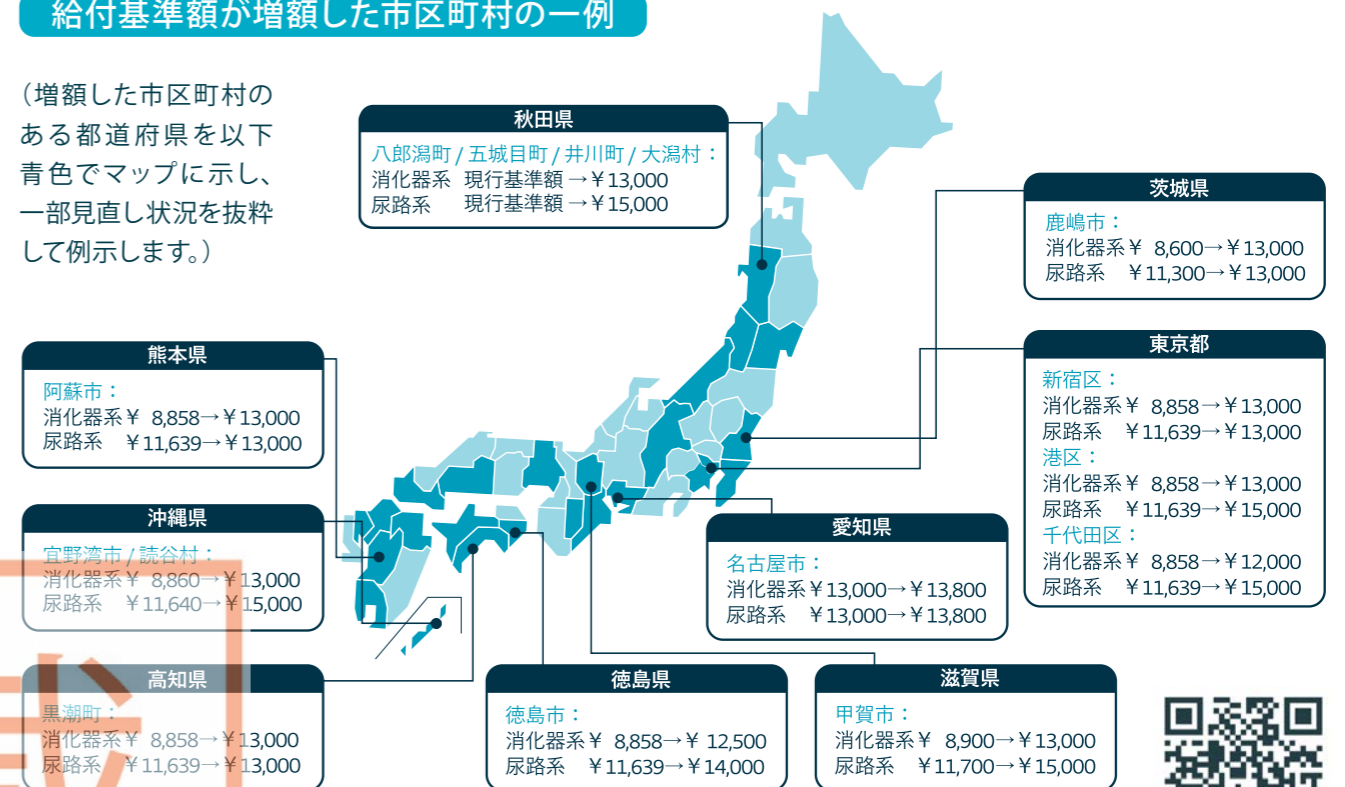 給付基準額が増額した市区町村の一例
（増額した市区町村の
ある都道府県を以下
青色でマップに示し、
一部見直し状況を抜粋
して例示します。）
秋田県
八郎潟町 / 五城目町 / 井川町 / 大潟村：
消化器系 現行基準額 →￥13,000
尿路系 現行基準額 →￥15,000
茨城県
鹿嶋市：
消化器系￥ 8,600→￥13,000
尿路系 ￥11,300→￥13,000
熊本県
阿蘇市：
消化器系￥ 8,858→￥13,000
尿路系 ￥11,639→￥13,000
東京都
新宿区：
消化器系￥ 8,858→￥13,000
尿路系 ￥11,639→￥13,000
港区：
消化器系￥ 8,858→￥13,000
尿路系 ￥11,639→￥15,000
千代田区：
消化器系￥ 8,858→￥12,000
尿路系 ￥11,639→￥15,000
沖縄県
宜野湾市 / 読谷村：
消化器系￥ 8,860→￥13,000
尿路系 ￥11,640→￥15,000
愛知県
名古屋市：
消化器系￥13,000→￥13,800
尿路系 ￥13,000→￥13,800
高知県
黒潮町：
消化器系￥ 8,858→￥13,000
尿路系 ￥11,639→￥13,000
徳島県
徳島市：
消化器系￥ 8,858→￥ 12,500
尿路系 ￥11,639→￥14,000
滋賀県
甲賀市：
消化器系￥ 8,900→￥13,000
尿路系 ￥11,700→￥15,000